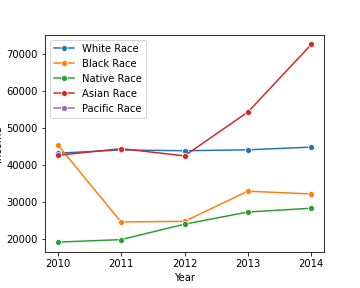 White Race
Black Race
Native Race
Asian Race
Pacific Race
70000
60000
50000
40000
30000
20000
2010
2011
2012
2013
2014
Year